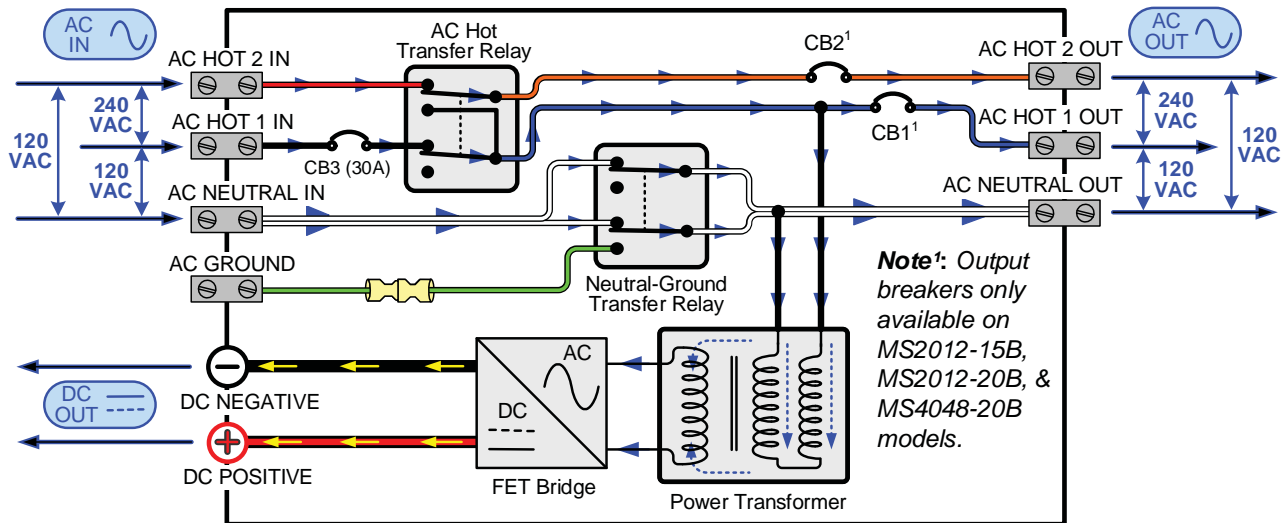 AC
IN
AC HOT 2 IN
AC Hot
Transfer Relay
CB2¹
AC HOT 2 OUT
AC
OUT
240
VAC
120
VAC
120
VAC
AC HOT 1 IN
CB3 (30A)
CB1¹
AC HOT 1 OUT
240
VAC
120
VAC
120
VAC
AC NEUTRAL IN
AC NEUTRAL OUT
AC GROUND
Neutral-Ground
Transfer Relay
Note¹: Output
breakers only
available on
MS2012-15B,
MS2012-20B, &
MS4048-20B
models.
−
DC NEGATIVE
DC
OUT
+
DC POSITIVE
AC
DC
FET Bridge
Power Transformer